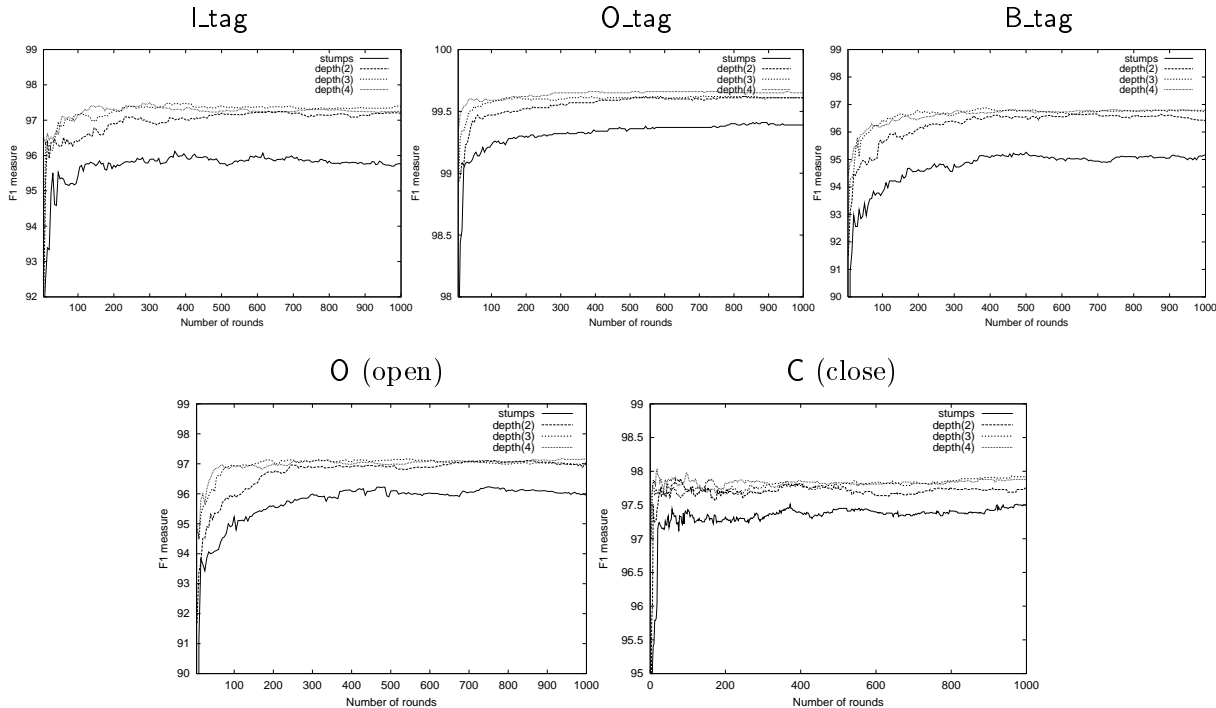 I_tag
99
98
97
96
95
94
93
92
100 200 300 400 500 600 700 800 900 1000
F1 measure
Number of rounds
stumps
depth(2)
depth(3)
depth(4)
O_tag
100
99.5
99
98.5
98
100 200 300 400 500 600 700 800 900 1000
F1 measure
Number of rounds
stumps
depth(2)
depth(3)
depth(4)
B_tag
99
98
97
96
95
94
93
92
91
90
100 200 300 400 500 600 700 800 900 1000
F1 measure
Number of rounds
stumps
depth(2)
depth(3)
depth(4)
O (open)
99
98
97
96
95
94
93
92
91
90
100 200 300 400 500 600 700 800 900 1000
F1 measure
Number of rounds
stumps
depth(2)
depth(3)
depth(4)
C (close)
99
98.5
98
97.5
97
96.5
96
95.5
95
0 200 400 600 800 1000
F1 measure
Number of rounds
stumps
depth(2)
depth(3)
depth(4)